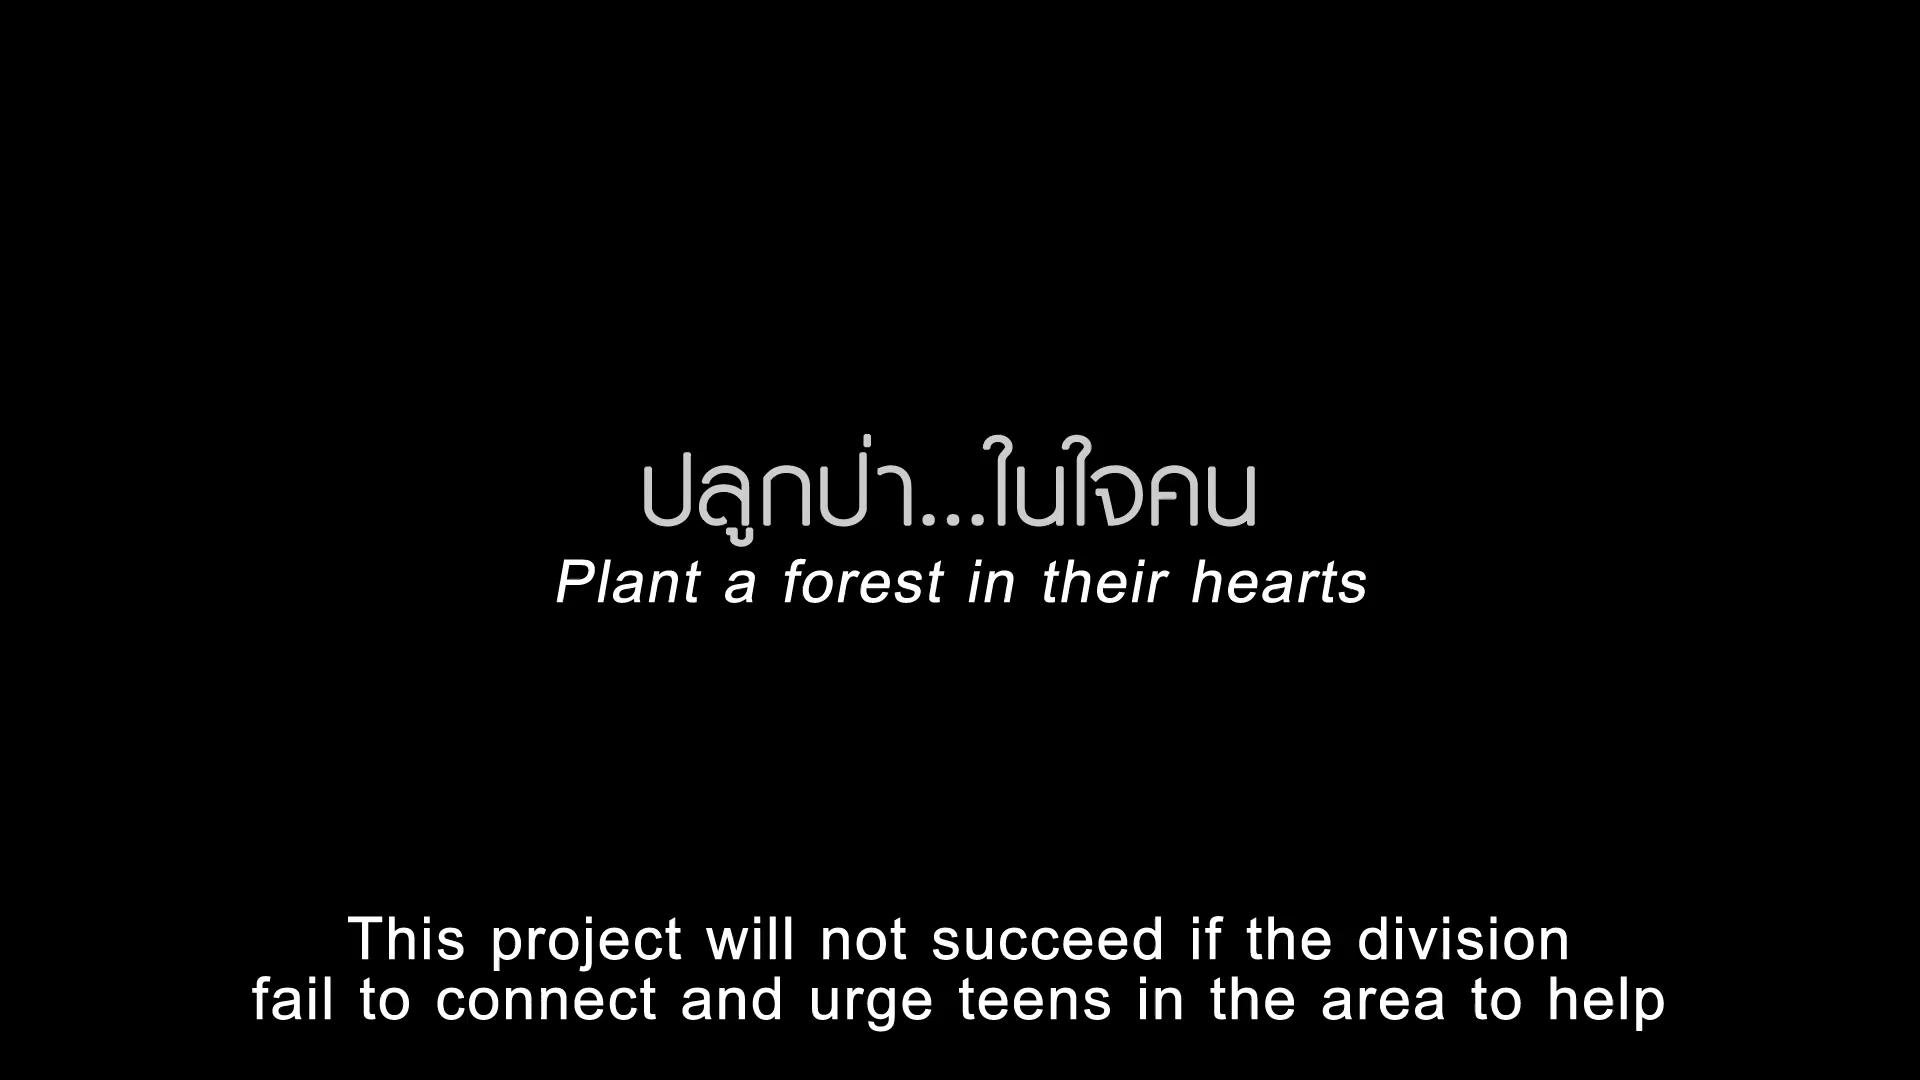 ปลูกป่า...ในใจคน
Plant a forest in their hearts
This project will not succeed if the division
fail to connect and urge teens in the area to help